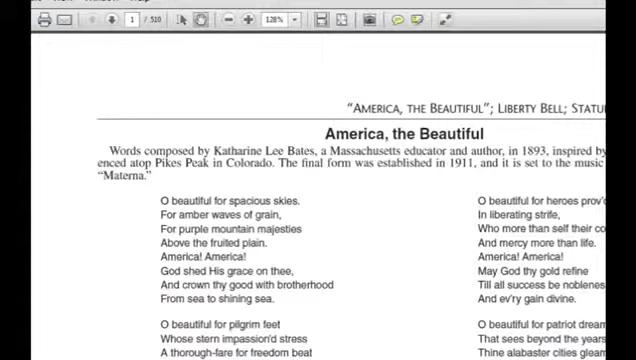 1 / 510
128%
"AMERICA, THE BEAUTIFUL"; LIBERTY BELL;
America, the Beautiful
Words composed by Katharine Lee Bates, a Massachusetts educator and author, in 1893, inspired by
enced atop Pikes Peak in Colorado. The final form was established in 1911, and it is set to the music
"Materna."
O beautiful for spacious skies.
For amber waves of grain,
For purple mountain majesties
Above the fruited plain.
America! America!
God shed His grace on thee,
And crown thy good with brotherhood
From sea to shining sea.
O beautiful for pilgrim feet
Whose stern impassion'd stress
A thorough-fare for freedom beat
O beautiful for heroes prov'
In liberating strife,
Who more than self their co
And mercy more than life.
America! America!
May God thy gold refine
Till all success be noblenes
And ev'ry gain divine.
O beautiful for patriot dream
That sees beyond the years
Thine alabaster cities gleam